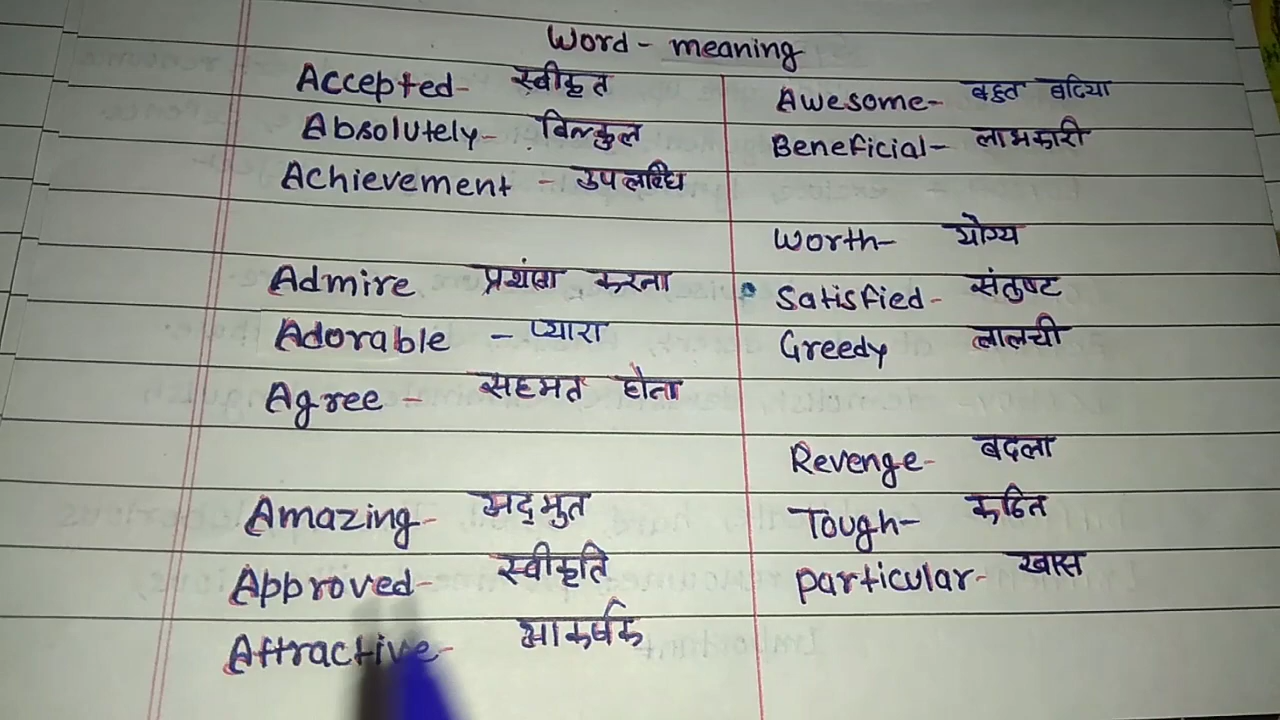 Word - meaning
Accepted- स्वीकृत
Absolutely- बिल्कुल
Achievement - उपलब्धि
Admire प्रशंसा करना
Adorable - प्यारा
Agree - सहमत होना
Amazing- अद्भुत
Approved- स्वीकृति
Attractive- आकर्षक
Awesome- बहुत बढिया
Beneficial- लाभकारी
Worth- योग्य
Satisfied- संतुष्ट
Greedy लालची
Revenge- बदला
Tough- कठिन
Particular- खास